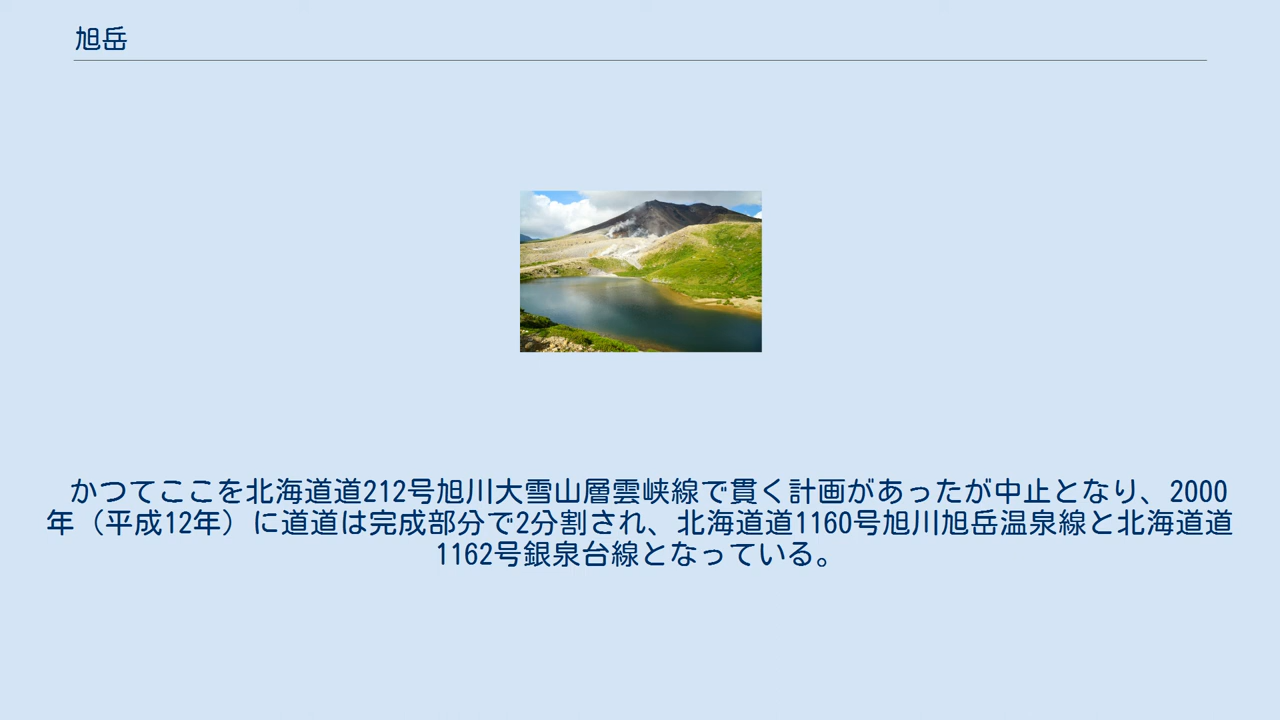 旭岳
かつてここを北海道道212号旭川大雪山層雲峡線で貫く計画があったが中止となり、2000
年（平成12年）に道道は完成部分で2分割され、北海道道1160号旭川旭岳温泉線と北海道道
1162号銀泉台線となっている。